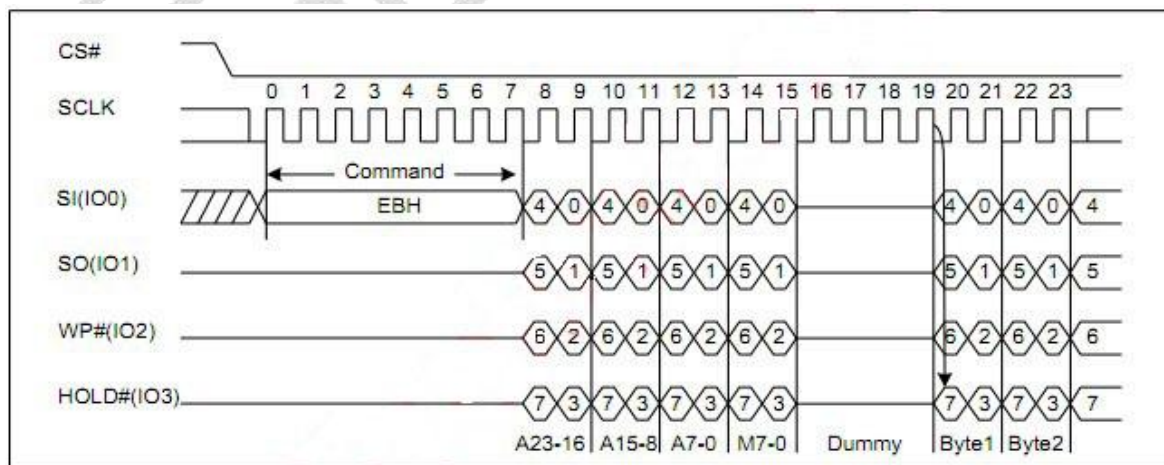 CS#
0 1 2 3 4 5 6 7 8 9 10 11 12 13 14 15 16 17 18 19 20 21 22 23
SCLK
Command
SI(IO0) EBH 4 0 4 0 4 0 4 0 4 0 4 0 4
SO(IO1) 5 1 5 1 5 1 5 1 5 1 5 1 5
WP#(IO2) 6 2 6 2 6 2 6 2 6 2 6 2 6
HOLD#(IO3) 7 3 7 3 7 3 7 3 7 3 7 3 7
A23-16 A15-8 A7-0 M7-0 Dummy Byte1 Byte2